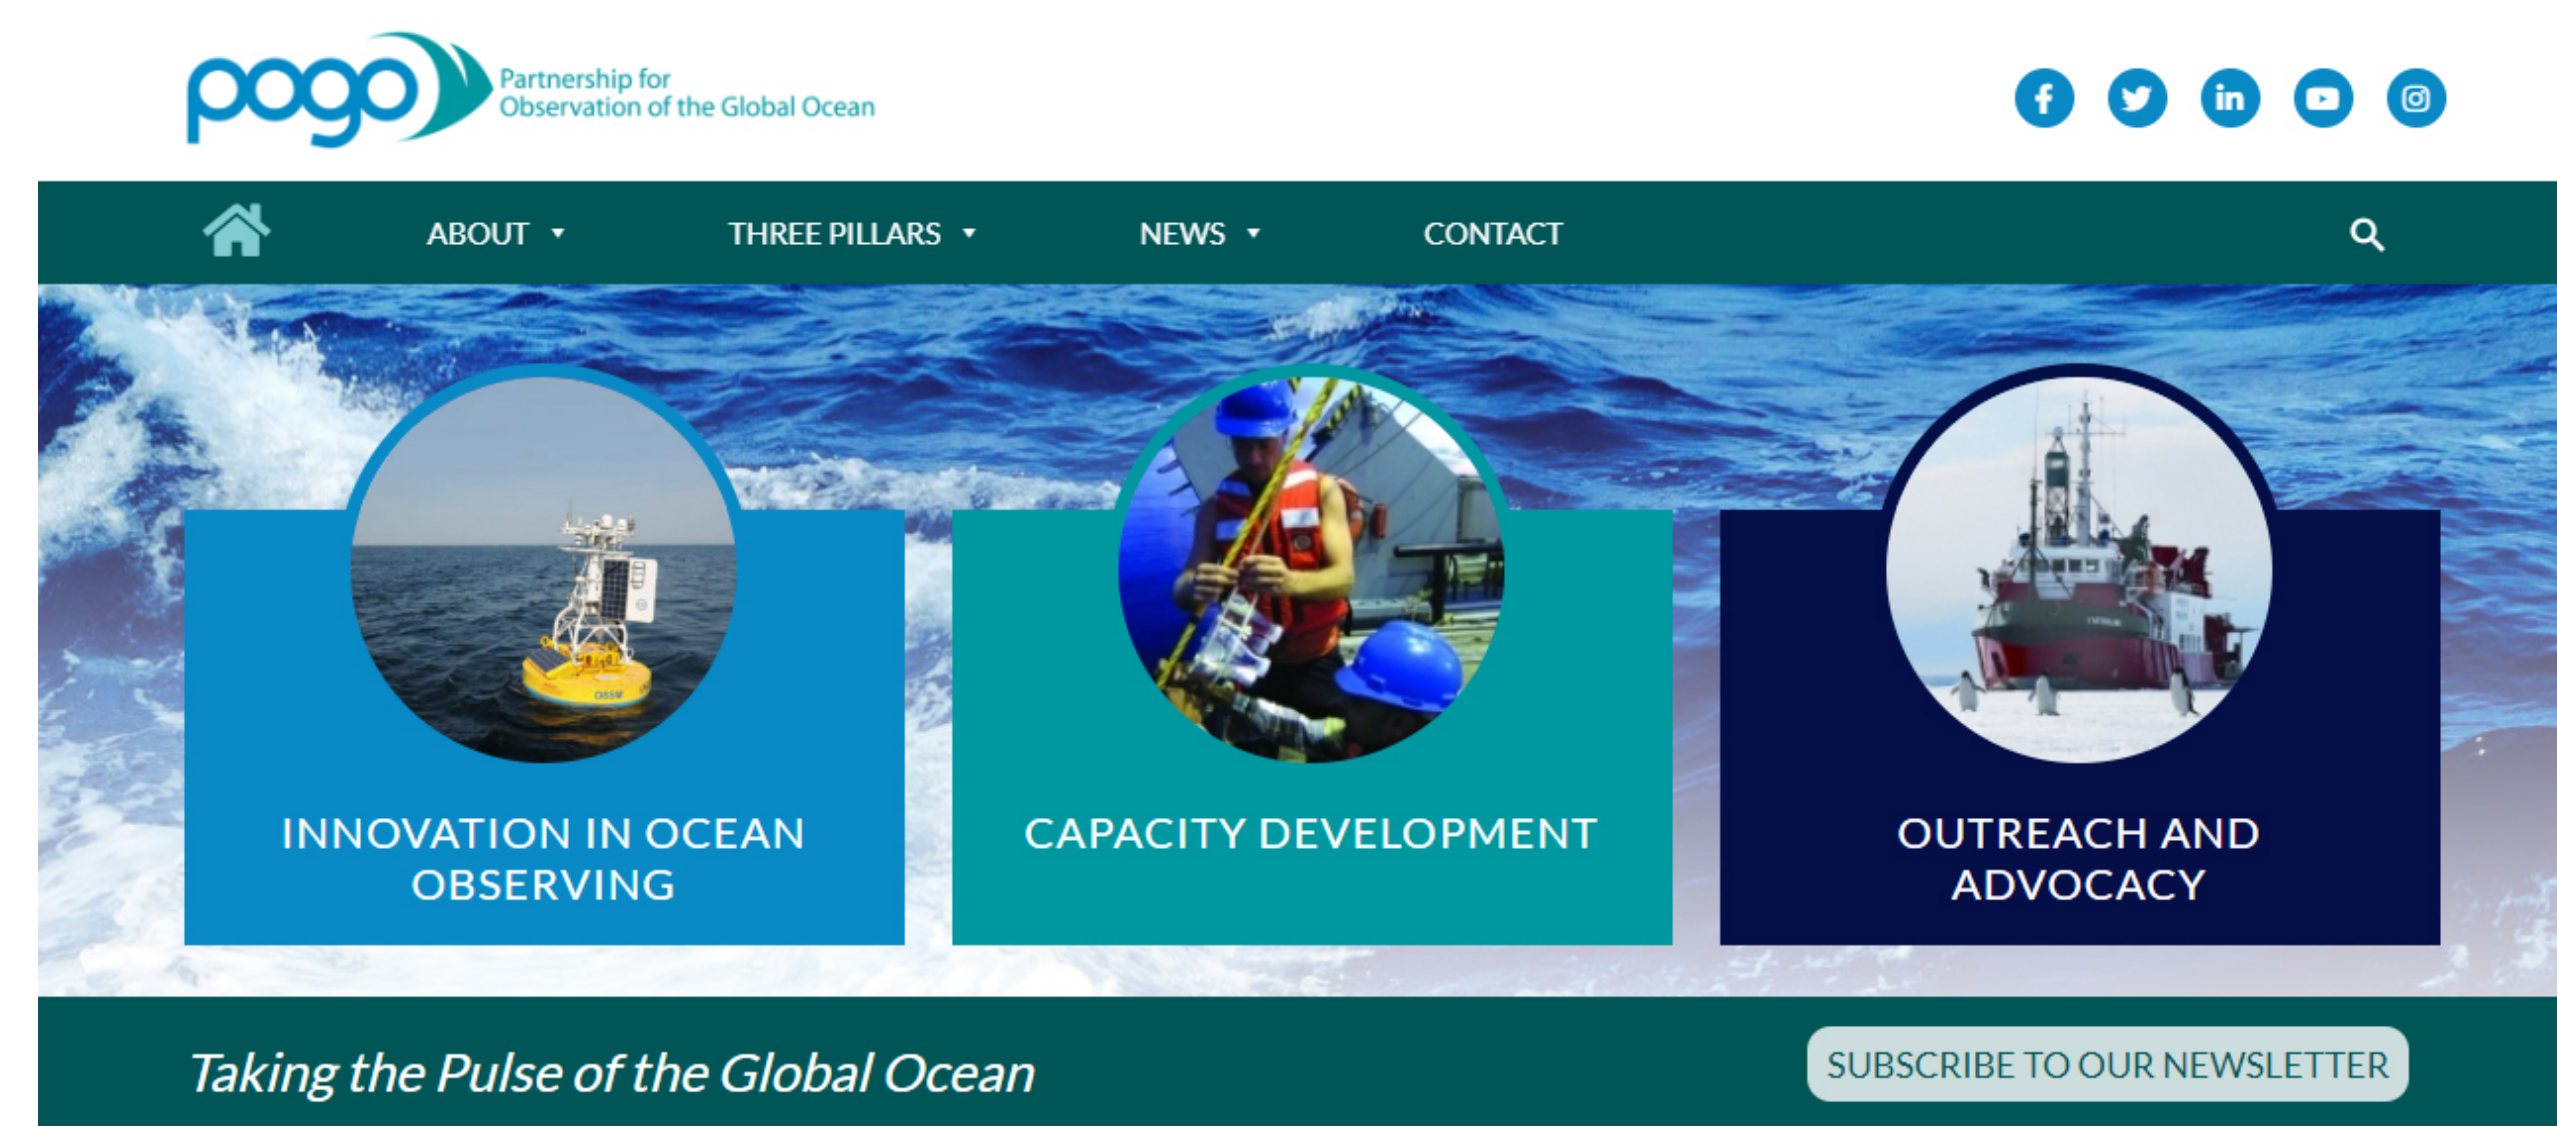 pogo
Partnership for
Observation of the Global Ocean
ABOUT
THREE PILLARS
NEWS
CONTACT
OSSM
INNOVATION IN OCEAN
OBSERVING
CAPACITY DEVELOPMENT
OUTREACH AND
ADVOCACY
Taking the Pulse of the Global Ocean
SUBSCRIBE TO OUR NEWSLETTER